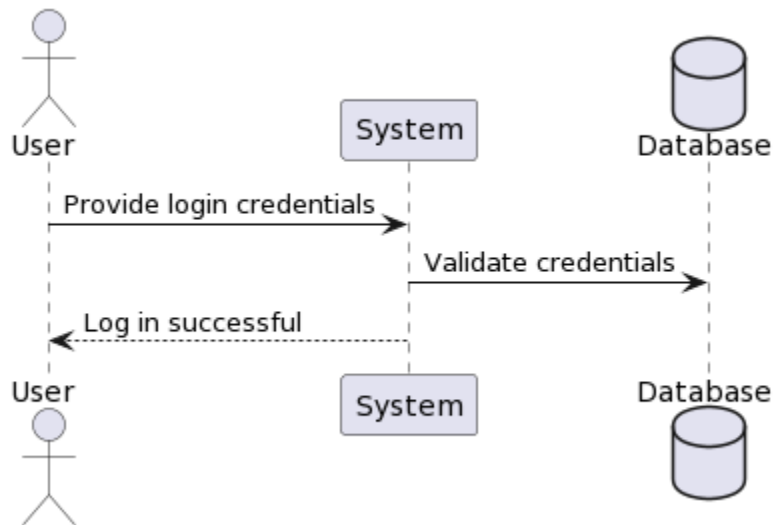 User
System
Database
Provide login credentials
Validate credentials
Log in successful
User
System
Database